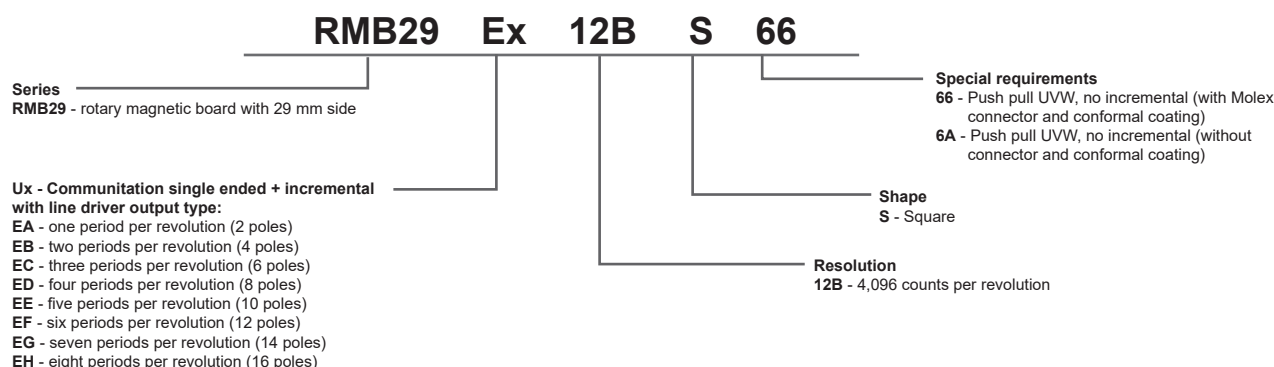 RMB29 Ex 12B S 66
Series
RMB29 - rotary magnetic board with 29 mm side
Ux - Communitation single ended + incremental
with line driver output type:
EA - one period per revolution (2 poles)
EB - two periods per revolution (4 poles)
EC - three periods per revolution (6 poles)
ED - four periods per revolution (8 poles)
EE - five periods per revolution (10 poles)
EF - six periods per revolution (12 poles)
EG - seven periods per revolution (14 poles)
EH - eight periods per revolution (16 poles)
Special requirements
66 - Push pull UVW, no incremental (with Molex
connector and conformal coating)
6A - Push pull UVW, no incremental (without
connector and conformal coating)
Shape
S - Square
Resolution
12B - 4,096 counts per revolution